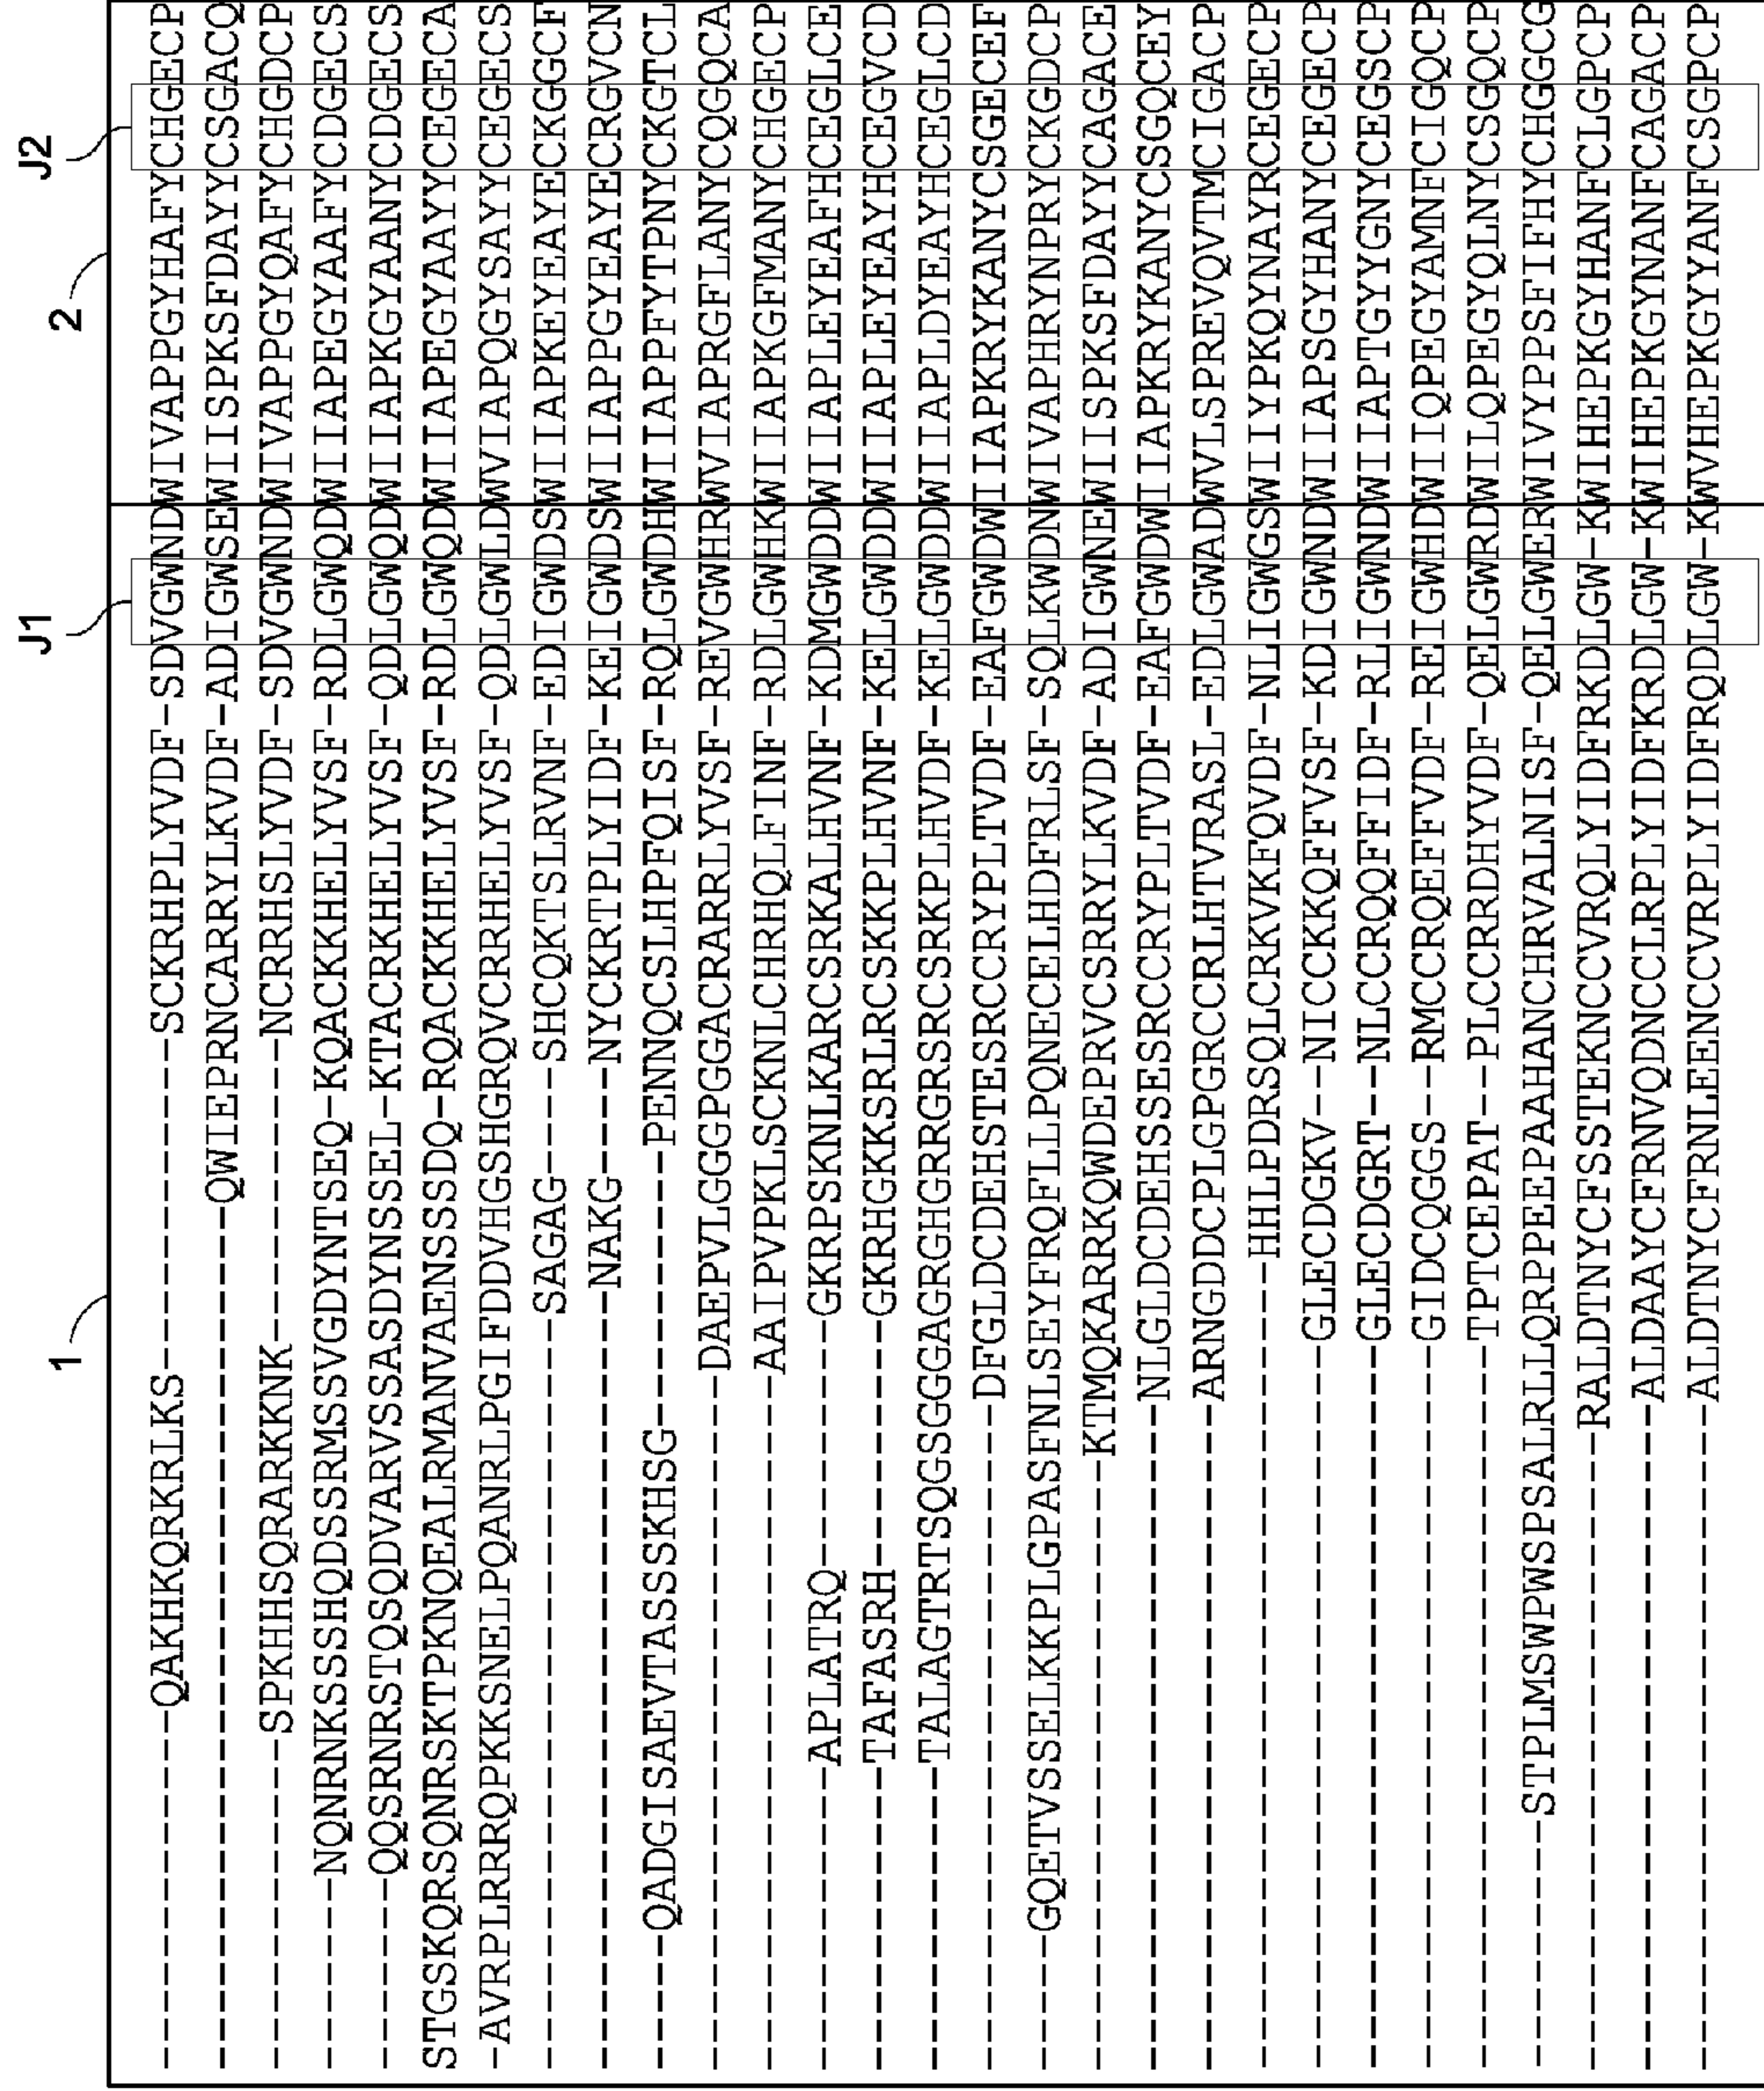 1 J1 2 J2
-------------QAKHKQRKRLKS------------SCKRHPLYVDF-SDVGWNDWIVAPPGYHAFYCHGECP
-------------------------------QWIEPRNCARRYLKVDF-ADIGWSEWIISPKSFDAYYCSGACQ
------------SPKHHSQRARKKNK-----------NCRRHSLYVDF-SDVGWNDWIVAPPGYQAFYCHGDCP
-------NQNRNKSSSHQDSSRMSSVGDYNTSEQ-KQACKKHELYVSF-RDLGWQDWIIAPEGYAAFYCDGECS
-------QQSRNRSTQSQDVARVSSASDYNSSEL-KTACRKHELYVSF-QDLGWQDWIIAPKGYAANYCDGECS
STGSKQRSQNRSKTPKNQEALRMANVAENSSSDQ-RQACKKHELYVSF-RDLGWQDWIIAPEGYAAYYCEGECA
-AVRPLRRRQPKKSNELPQANRLPGIFDDVHGSHGRQVCRRHELYVSF-QDLGWLDWVIAPQGYSAYYCEGECS
---------------------------SAGAG----SHCQKTSLRVNF-EDIGWDSWIIAPKEYEAYECKGGCF
----------------------------NAKG----NYCKRTPLYIDF-KEIGWDSWIIAPPGYEAYECRGVCN
-----QADGISAEVTASSSKHSG----------PENNQCSLHPFQISF-RQLGWDHWIIAPPFYTPNYCKGTCL
-------------------------DAEPVLGGGPGGACRARRLYVSF-REVGWHRWVIAPRGFLANYCQGQCA
-------------------------AAIPVPKLSCKNLCHRHQLFINF-RDLGWHKWIIAPKGFMANYCHGECP
-----------APLATRQ---------GKRPSKNLKARCSRKALHVNF-KDMGWDDWIIAPLEYEAFHCEGLCE
-----------TAFASRH---------GKRHGKKSRLRCSKKPLHVNF-KELGWDDWIIAPLEYEAYHCEGVCD
-----------TALAGTRTSQGSGGGAGRGHGRRGRSRCSRKPLHVDF-KELGWDDWIIAPLDYEAYHCEGLCD
------------------------DFGLDCDEHSTESRCCRYPLTVDF-EAFGWDWIIAPKRYKANYCSGECEF
-----GQETVSSELKKPLGPASFNLSEYFRQFLLPQNECELHDFRLSF-SQLKWDNWIVAPHRYNPRYCKGDCP
----------------------KTMQKARRKQWDEPRVCSRRYLKVDF-ADIGWNEWIISPKSFDAYYCAGACE
------------------------NLGLDCDEHSSESRCCRYPLTVDF-EAFGWDWIIAPKRYKANYCSGQCEY
------------------------ARNGDDCPLGPGRCCRLHTVRASL-EDLGWADWVLSPREVQVTMCIGACP
-----------------------------HHLPDRSQLCRKVKFQVDF-NLIGWGSWIIYPKQYNAYRCEGECP
--------------------------GLECDGKV--NICCKKQFFVSF-KDIGWNDWIIAPSGYHANYCEGECP
--------------------------GLECDGRT--NLCCRQQFFIDF-RLIGWNDWIIAPTGYYGNYCEGSCP
--------------------------GIDCQGGS--RMCCRQEFFVDF-REIGWHDWIIQPEGYAMNFCIGQCP
--------------------------TPTCEPAT--PLCCRRDHYVDF-QELGWRDWILQPEGYQLNYCSGQCP
---------STPLMSWPWSPSALRLLQRPPEEPAAHANCHRVALNISF-QELGWERWIVYPPSFIFHYCHGGCG
-----------------------RALDTNYCFSSTEKNCCVRQLYIDFRKDLGW-KWIHEPKGYHANFCLGPCP
------------------------ALDAAYCFRNVQDNCCLRPLYIDFKRDLGW-KWIHEPKGYNANFCAGACP
------------------------ALDTNYCFRNLEENCCVRPLYIDFRQDLGW-KWVHEPKGYYANFCSGPCP